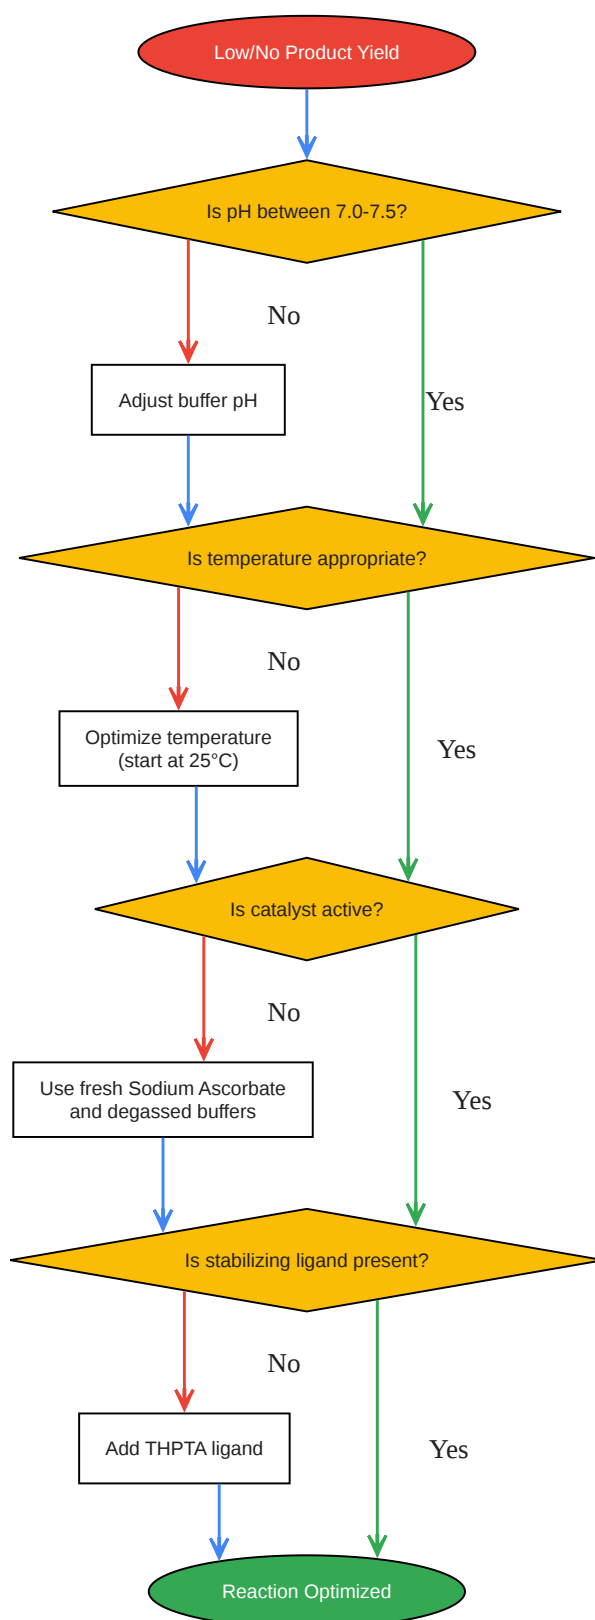 Low/No Product Yield
Is pH between 7.0-7.5?
No
Adjust buffer pH
Yes
Is temperature appropriate?
No
Optimize temperature
(start at 25°C)
Yes
Is catalyst active?
No
Use fresh Sodium Ascorbate
and degassed buffers
Yes
Is stabilizing ligand present?
No
Add THPTA ligand
Yes
Reaction Optimized